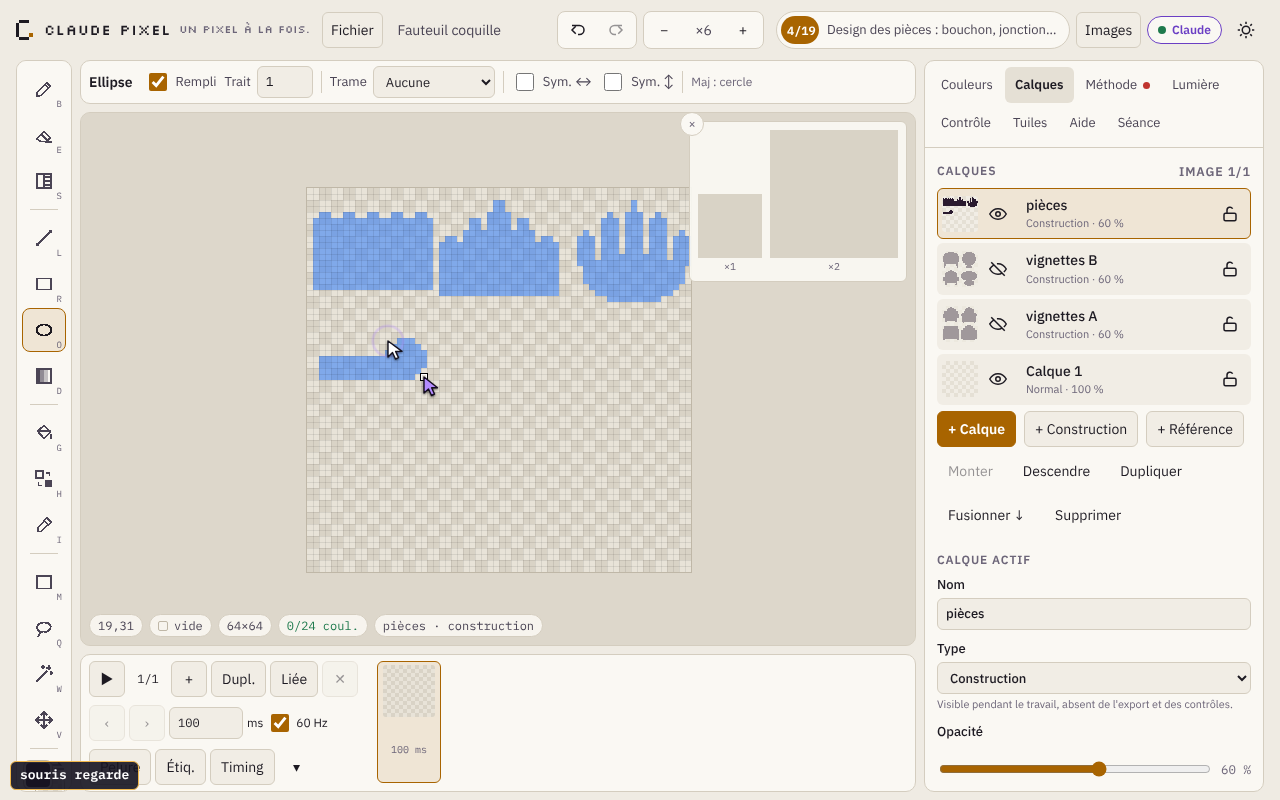 CLAUDE PIXEL UN PIXEL À LA FOIS. Fichier Fauteuil coquille − ×6 + 4/19 Design des pièces : bouchon, jonction… Images Claude
Ellipse Rempli Trait 1 Trame Aucune Sym. ↔ Sym. ↕ Maj : cercle
B
E
S
L
R
O
D
G
H
I
M
Q
W
V
×
×1 ×2
19,31 vide 64×64 0/24 coul. pièces · construction
1/1 + Dupl. Liée ×
‹ › 100 ms 60 Hz
Étiq. Timing ▼
100 ms
souris regarde
Couleurs Calques Méthode Lumière
Contrôle Tuiles Aide Séance
CALQUES IMAGE 1/1
pièces
Construction · 60 %
vignettes B
Construction · 60 %
vignettes A
Construction · 60 %
Calque 1
Normal · 100 %
+ Calque + Construction + Référence
Monter Descendre Dupliquer
Fusionner ↓ Supprimer
CALQUE ACTIF
Nom
pièces
Type
Construction
Visible pendant le travail, absent de l'export et des contrôles.
Opacité
60 %